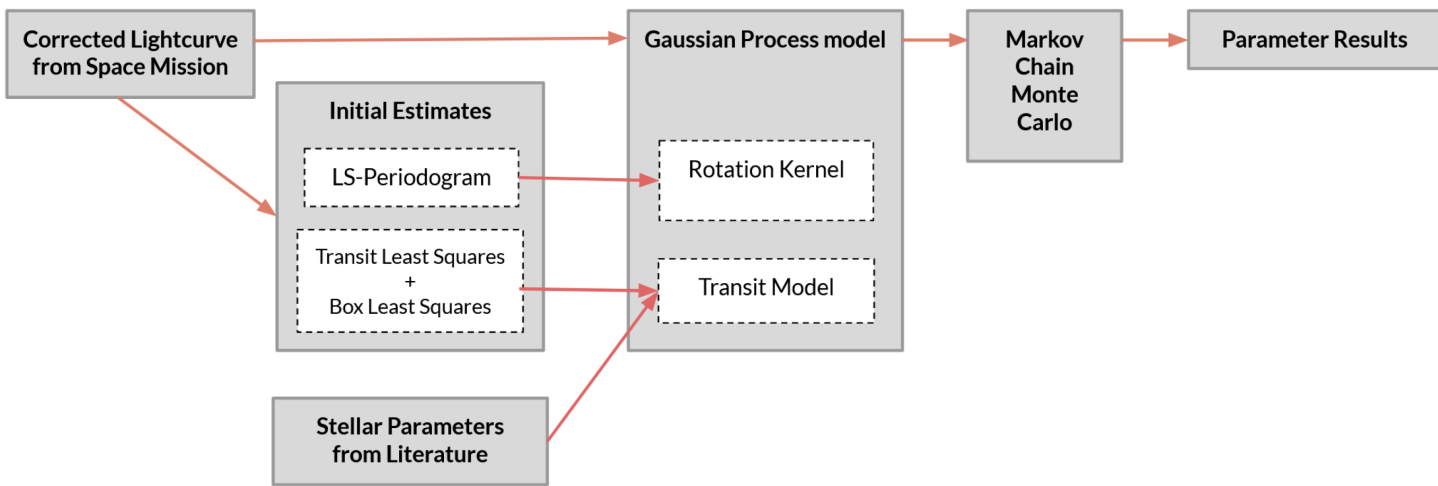 Corrected Lightcurve
from Space Mission
Initial Estimates
LS-Periodogram
Transit Least Squares
+
Box Least Squares
Stellar Parameters
from Literature
Gaussian Process model
Rotation Kernel
Transit Model
Markov
Chain
Monte
Carlo
Parameter Results